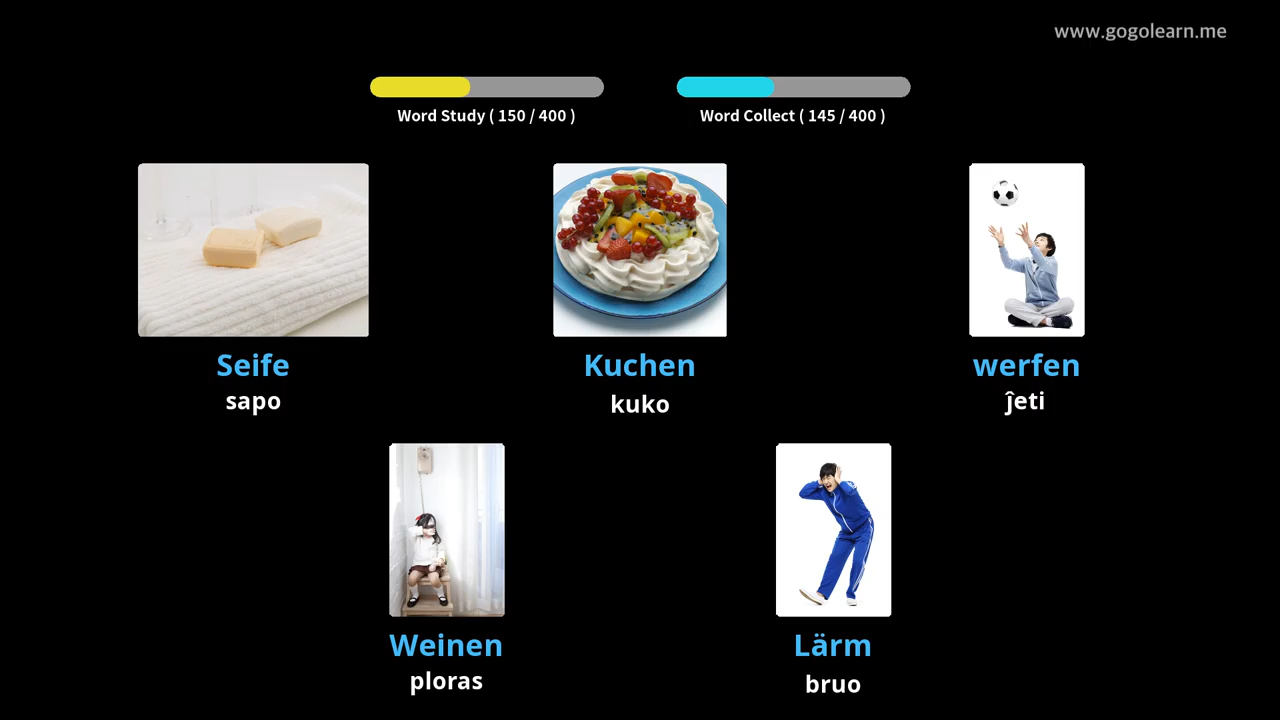 www.gogolearn.me
Word Study ( 150 / 400 )
Word Collect ( 145 / 400 )
Seife
sapo
Kuchen
kuko
werfen
ĵeti
Weinen
ploras
Lärm
bruo